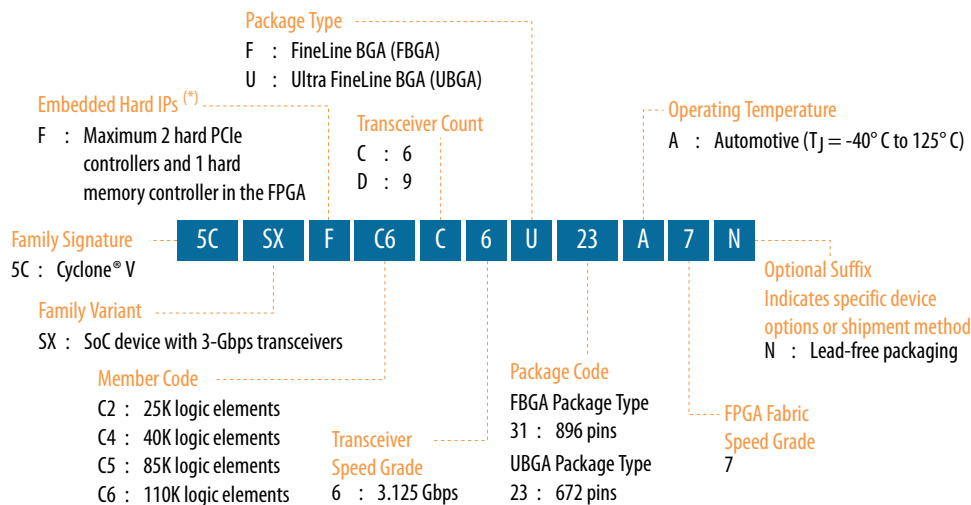 Package Type
F : FineLine BGA (FBGA)
U : Ultra FineLine BGA (UBGA)
Embedded Hard IPs (*)
F : Maximum 2 hard PCIe
controllers and 1 hard
memory controller in the FPGA
Transceiver Count
C : 6
D : 9
Operating Temperature
A : Automotive (TJ = -40° C to 125° C)
5C SX F C6 C 6 U 23 A 7 N
Family Signature
5C : Cyclone® V
Family Variant
SX : SoC device with 3-Gbps transceivers
Member Code
C2 : 25K logic elements
C4 : 40K logic elements
C5 : 85K logic elements
C6 : 110K logic elements
Transceiver
Speed Grade
6 : 3.125 Gbps
Package Code
FBGA Package Type
31 : 896 pins
UBGA Package Type
23 : 672 pins
FPGA Fabric
Speed Grade
7
Optional Suffix
Indicates specific device
options or shipment method
N : Lead-free packaging